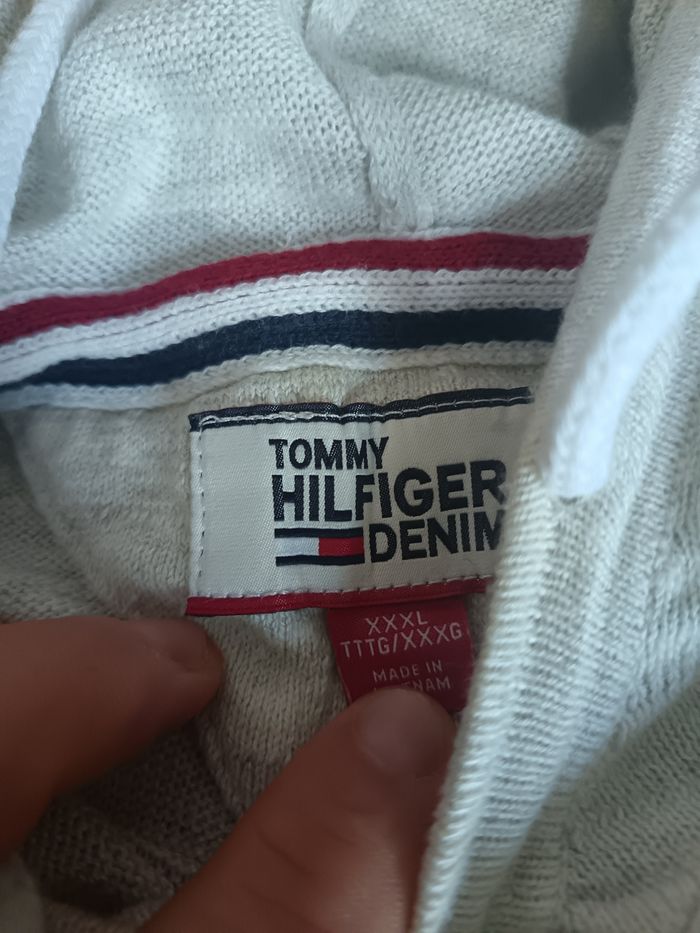 TOMMY
HILFIGER
DENIM
XXXL
TTTG/XXXG
MADE IN